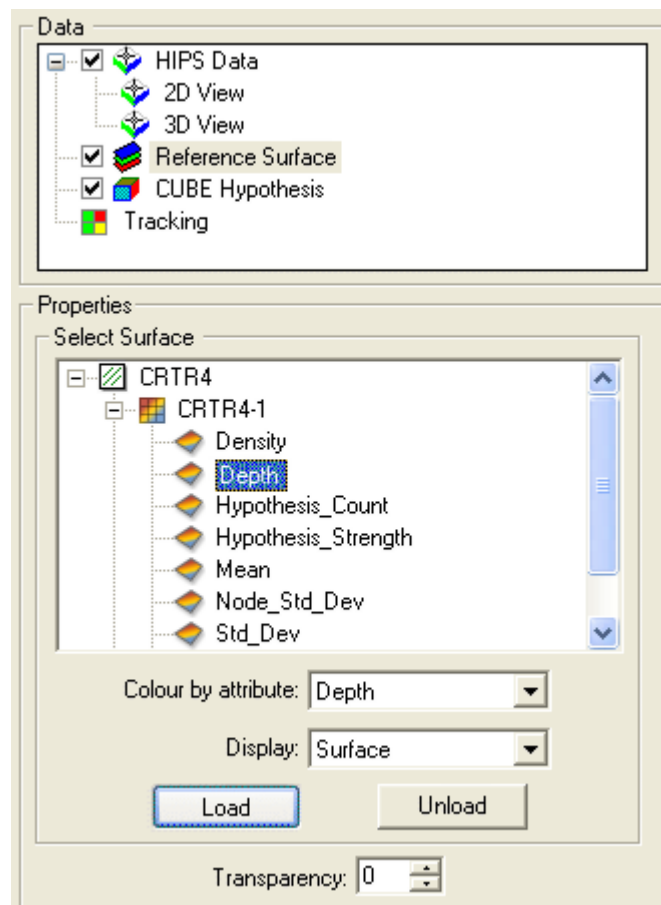 Data
HIPS Data
2D View
3D View
Reference Surface
CUBE Hypothesis
Tracking
Properties
Select Surface
CRTR4
CRTR4-1
Density
Depth
Hypothesis_Count
Hypothesis_Strength
Mean
Node_Std_Dev
Std_Dev
Colour by attribute: Depth
Display: Surface
Load Unload
Transparency: 0